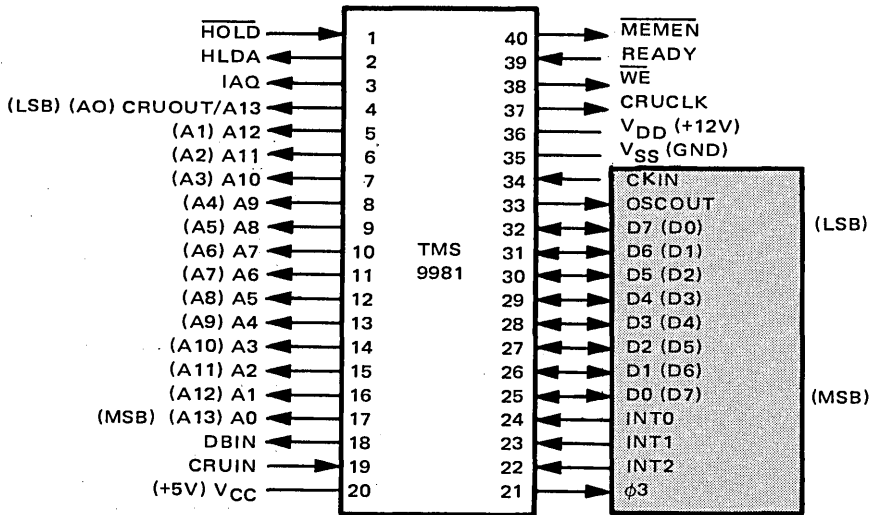 HOLD 1 40 MEMEN
HLDA 2 39 READY
IAQ 3 38 WE
(LSB) (AO) CRUOUT/A13 4 37 CRUCLK
(A1) A12 5 36 VDD (+12V)
(A2) A11 6 35 VSS (GND)
(A3) A10 7 34 CKIN
(A4) A9 8 33 OSCOUT
(A5) A8 9 32 D7 (D0) (LSB)
(A6) A7 10 TMS 31 D6 (D1)
(A7) A6 11 9981 30 D5 (D2)
(A8) A5 12 29 D4 (D3)
(A9) A4 13 28 D3 (D4)
(A10) A3 14 27 D2 (D5)
(A11) A2 15 26 D1 (D6)
(A12) A1 16 25 D0 (D7) (MSB)
(MSB) (A13) A0 17 24 INT0
DBIN 18 23 INT1
CRUIN 19 22 INT2
(+5V) VCC 20 21 ϕ3